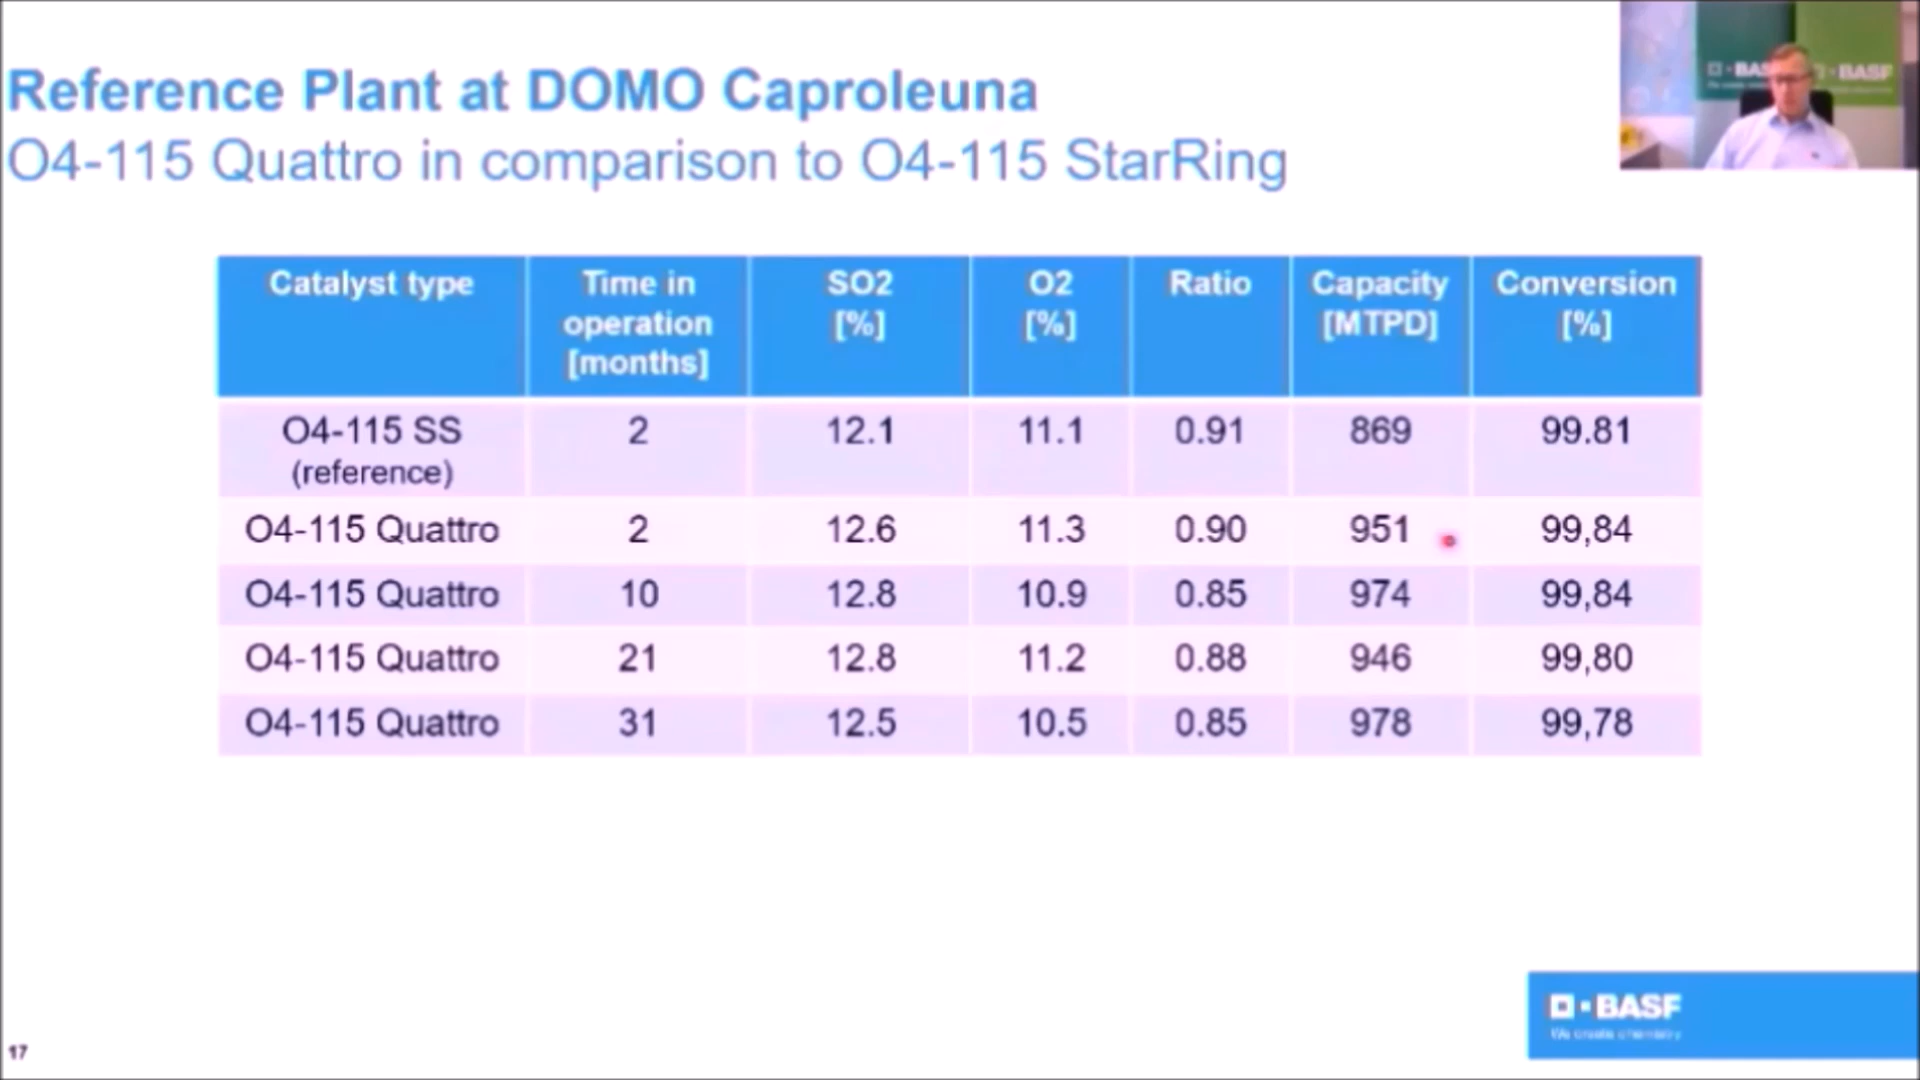 Reference Plant at DOMO Caproleuna
O4-115 Quattro in comparison to O4-115 StarRing
Catalyst type Time in operation [months] SO2 [%] O2 [%] Ratio Capacity [MTPD] Conversion [%]
O4-115 SS (reference) 2 12.1 11.1 0.91 869 99.81
O4-115 Quattro 2 12.6 11.3 0.90 951 99,84
O4-115 Quattro 10 12.8 10.9 0.85 974 99,84
O4-115 Quattro 21 12.8 11.2 0.88 946 99,80
O4-115 Quattro 31 12.5 10.5 0.85 978 99,78
BASF
We create chemistry
17
BASF